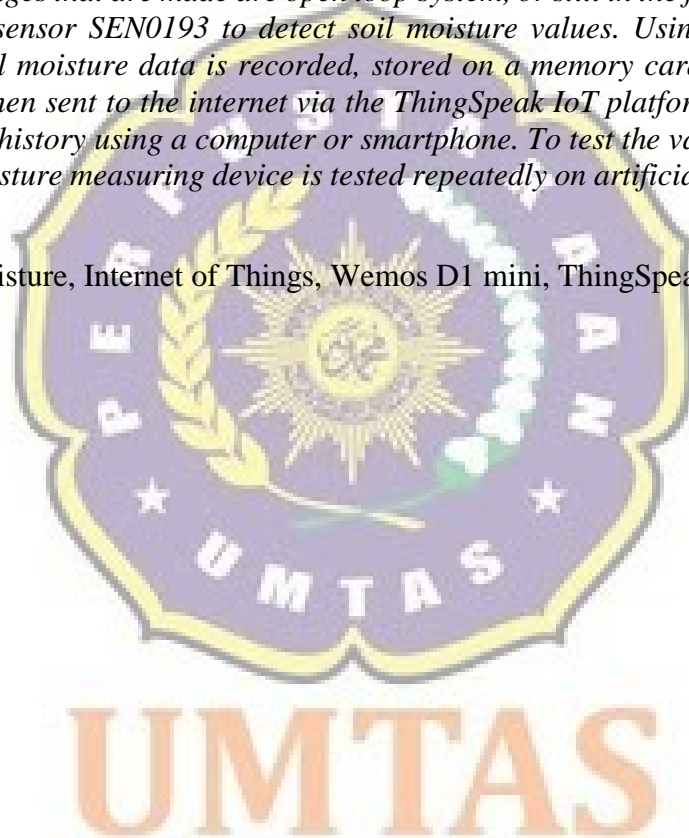 ges that are made are open loop system, or still in the
sensor SEN0193 to detect soil moisture values. Usin
l moisture data is recorded, stored on a memory car
hen sent to the internet via the ThingSpeak IoT platfor
history using a computer or smartphone. To test the va
sture measuring device is tested repeatedly on artificia
isture, Internet of Things, Wemos D1 mini, ThingSpea
PERPUSTAKAAN
UMTAS
UMTAS